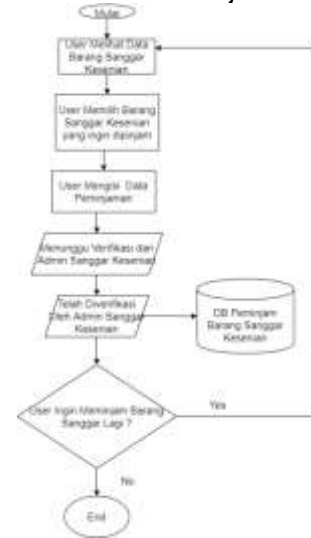 Mulai
User Melihat Data
Barang Sanggar
Kesenian
User Memilih Barang
Sanggar Kesenian
yang ingin dipinjam
User Mengisi Data
Peminjaman
Menunggu Verifikasi dari
Admin Sanggar Kesenian
Telah Diverifikasi
Oleh Admin Sanggar
Kesenian
DB Peminjam
Barang Sanggar
Kesenian
User Ingin Meminjam Barang
Sanggar Lagi ?
Yes
No
End